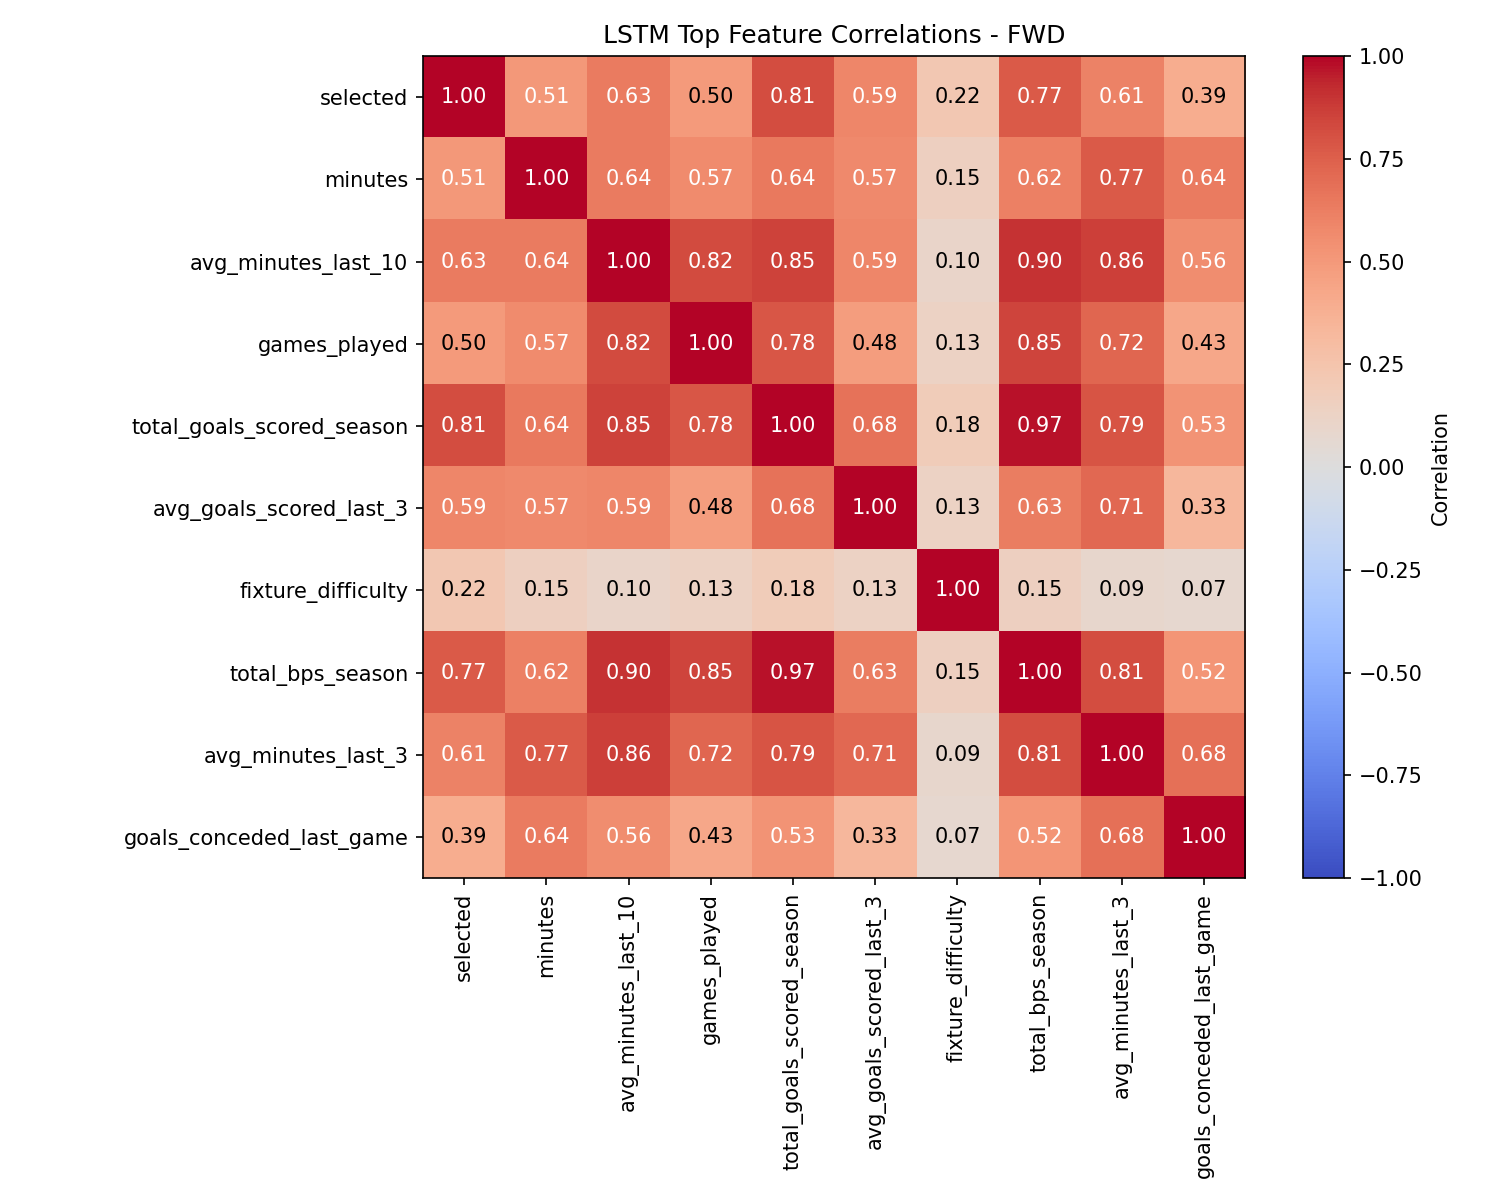 LSTM Top Feature Correlations - FWD
selected 1.00 0.51 0.63 0.50 0.81 0.59 0.22 0.77 0.61 0.39
minutes 0.51 1.00 0.64 0.57 0.64 0.57 0.15 0.62 0.77 0.64
avg_minutes_last_10 0.63 0.64 1.00 0.82 0.85 0.59 0.10 0.90 0.86 0.56
games_played 0.50 0.57 0.82 1.00 0.78 0.48 0.13 0.85 0.72 0.43
total_goals_scored_season 0.81 0.64 0.85 0.78 1.00 0.68 0.18 0.97 0.79 0.53
avg_goals_scored_last_3 0.59 0.57 0.59 0.48 0.68 1.00 0.13 0.63 0.71 0.33
fixture_difficulty 0.22 0.15 0.10 0.13 0.18 0.13 1.00 0.15 0.09 0.07
total_bps_season 0.77 0.62 0.90 0.85 0.97 0.63 0.15 1.00 0.81 0.52
avg_minutes_last_3 0.61 0.77 0.86 0.72 0.79 0.71 0.09 0.81 1.00 0.68
goals_conceded_last_game 0.39 0.64 0.56 0.43 0.53 0.33 0.07 0.52 0.68 1.00
selected
minutes
avg_minutes_last_10
games_played
total_goals_scored_season
avg_goals_scored_last_3
fixture_difficulty
total_bps_season
avg_minutes_last_3
goals_conceded_last_game
1.00
0.75
0.50
0.25
0.00
−0.25
−0.50
−0.75
−1.00
Correlation